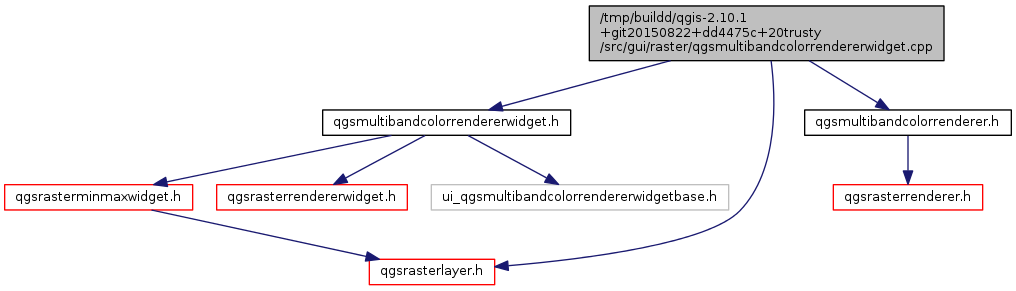 /tmp/buildd/qgis-2.10.1
+git20150822+dd4475c+20trusty
/src/gui/raster/qgsmultibandcolorrendererwidget.cpp
qgsmultibandcolorrendererwidget.h
qgsmultibandcolorrenderer.h
qgsrasterminmaxwidget.h
qgsrasterrendererwidget.h
ui_qgsmultibandcolorrendererwidgetbase.h
qgsrasterrenderer.h
qgsrasterlayer.h